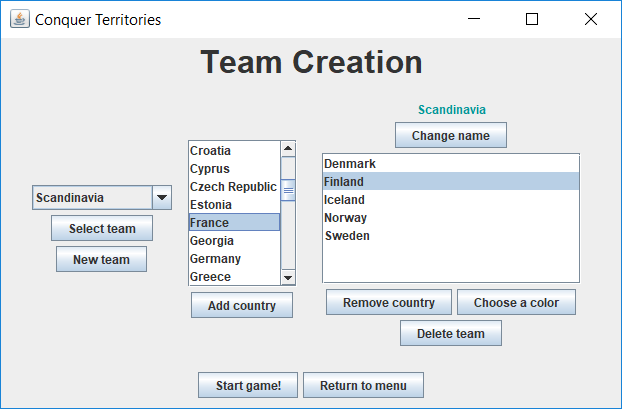 Conquer Territories
Team Creation
Scandinavia
Select team
New team
Croatia
Cyprus
Czech Republic
Estonia
France
Georgia
Germany
Greece
Add country
Scandinavia
Change name
Denmark
Finland
Iceland
Norway
Sweden
Remove country Choose a color
Delete team
Start game! Return to menu